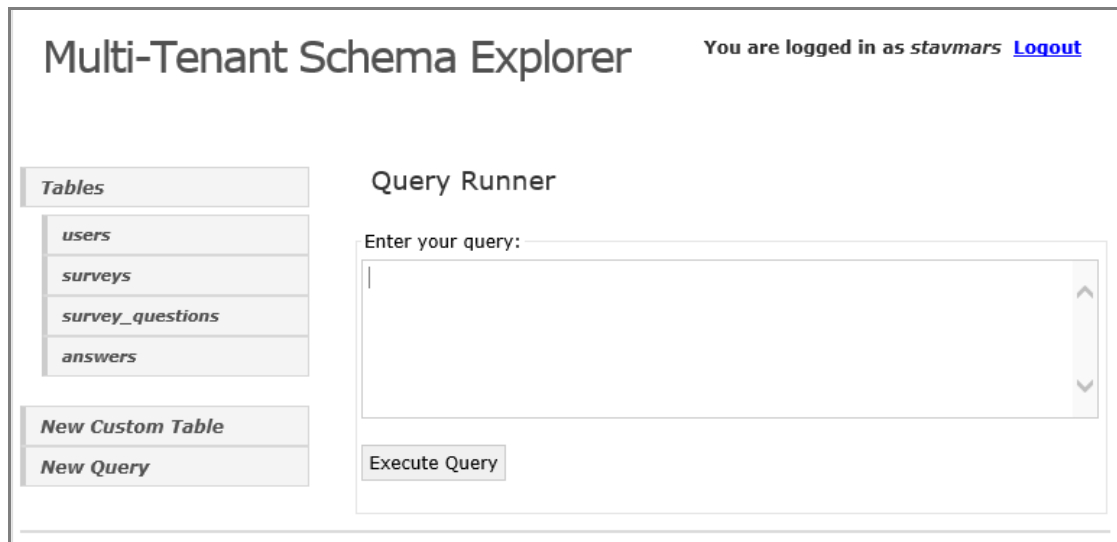 Multi-Tenant Schema Explorer
You are logged in as stavmars Logout
Tables
users
surveys
survey_questions
answers
New Custom Table
New Query
Query Runner
Enter your query:
Execute Query